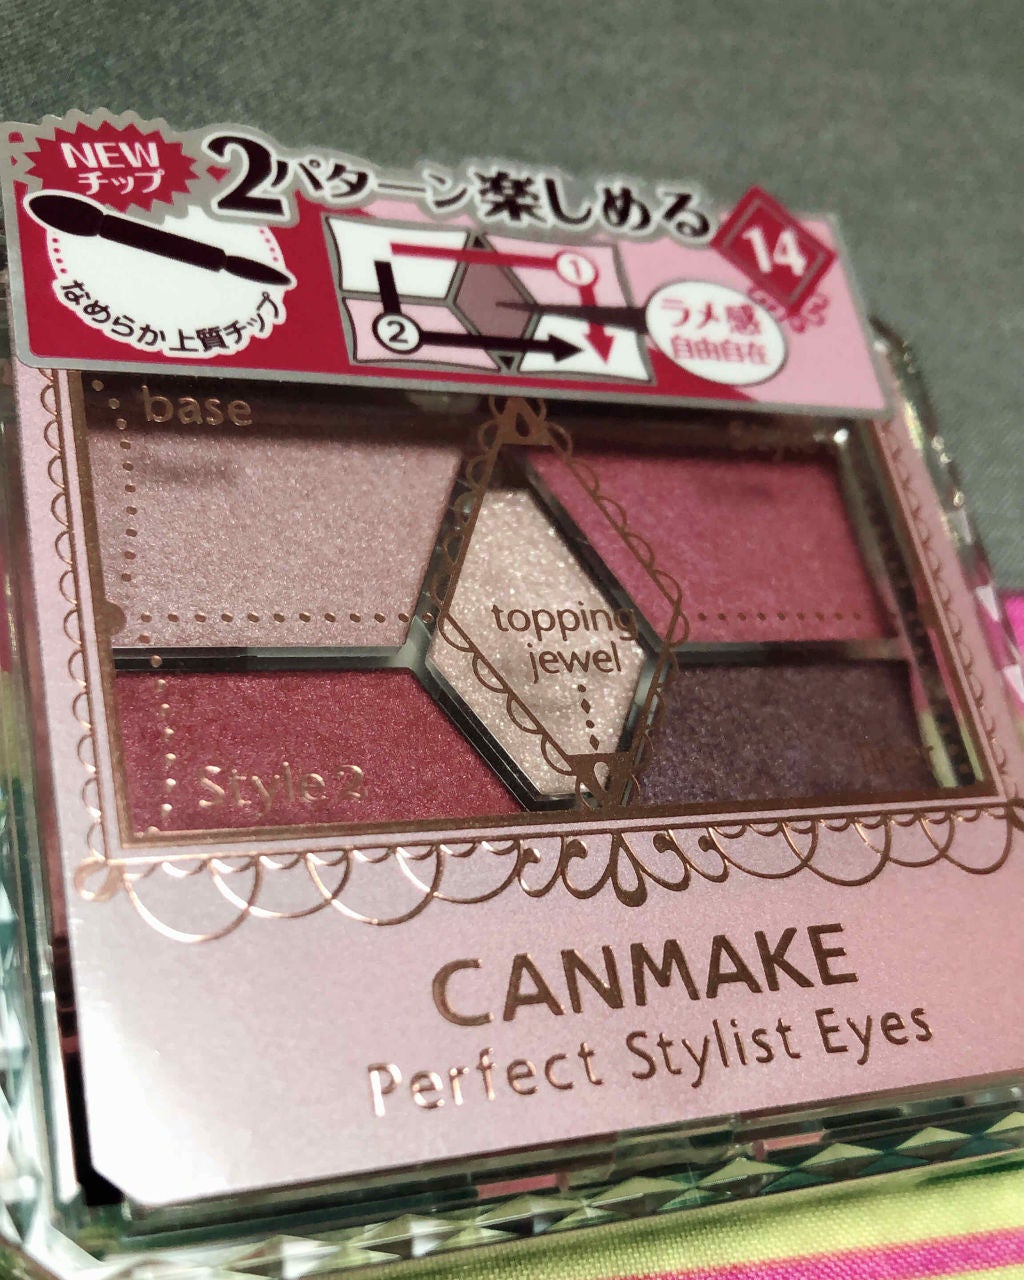 NEW
チップ
2パターン楽しめる
14
なめらか上質チップ
1
2
ラメ感
自由自在
base
topping
jewel
Style2
liner
CANMAKE
Perfect Stylist Eyes